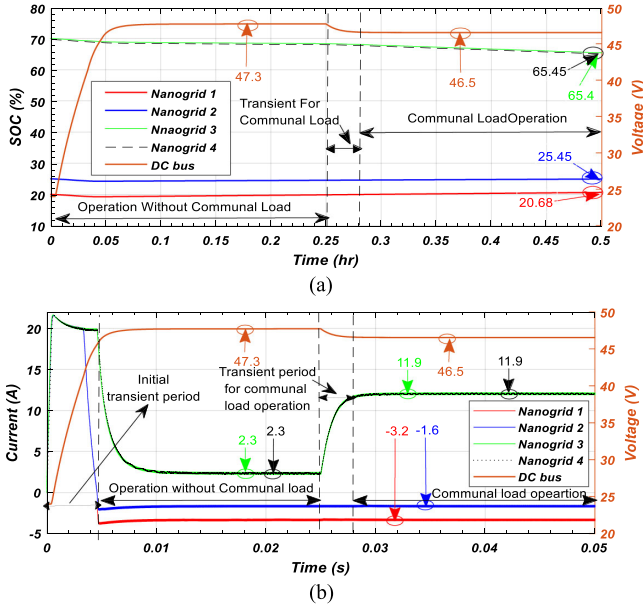 80
70
60
50
40
30
20
10
SOC (%)
50
45
40
35
30
25
20
Voltage (V)
47.3
46.5
65.45
65.4
25.45
20.68
Nanogrid 1
Nanogrid 2
Nnaogrid 3
Nanogrid 4
DC bus
Transient For
Communal Load
Communal LoadOperation
Operation Without Communal Load
0
0.05
0.1
0.15
0.2
0.25
0.3
0.35
0.4
0.45
0.5
Time (hr)
(a)
20
15
10
5
0
-5
Current (A)
50
45
40
35
30
25
20
Voltage (V)
47.3
46.5
11.9
11.9
Initial
transient period
Transient period
for communal
load operation
2.3
2.3
-3.2
-1.6
Nanogrid 1
Nanogrid 2
Nanogrid 3
Nanogrid 4
DC bus
Operation without Communal load
Communal load opeartion
0
0.01
0.02
0.03
0.04
0.05
Time (s)
(b)